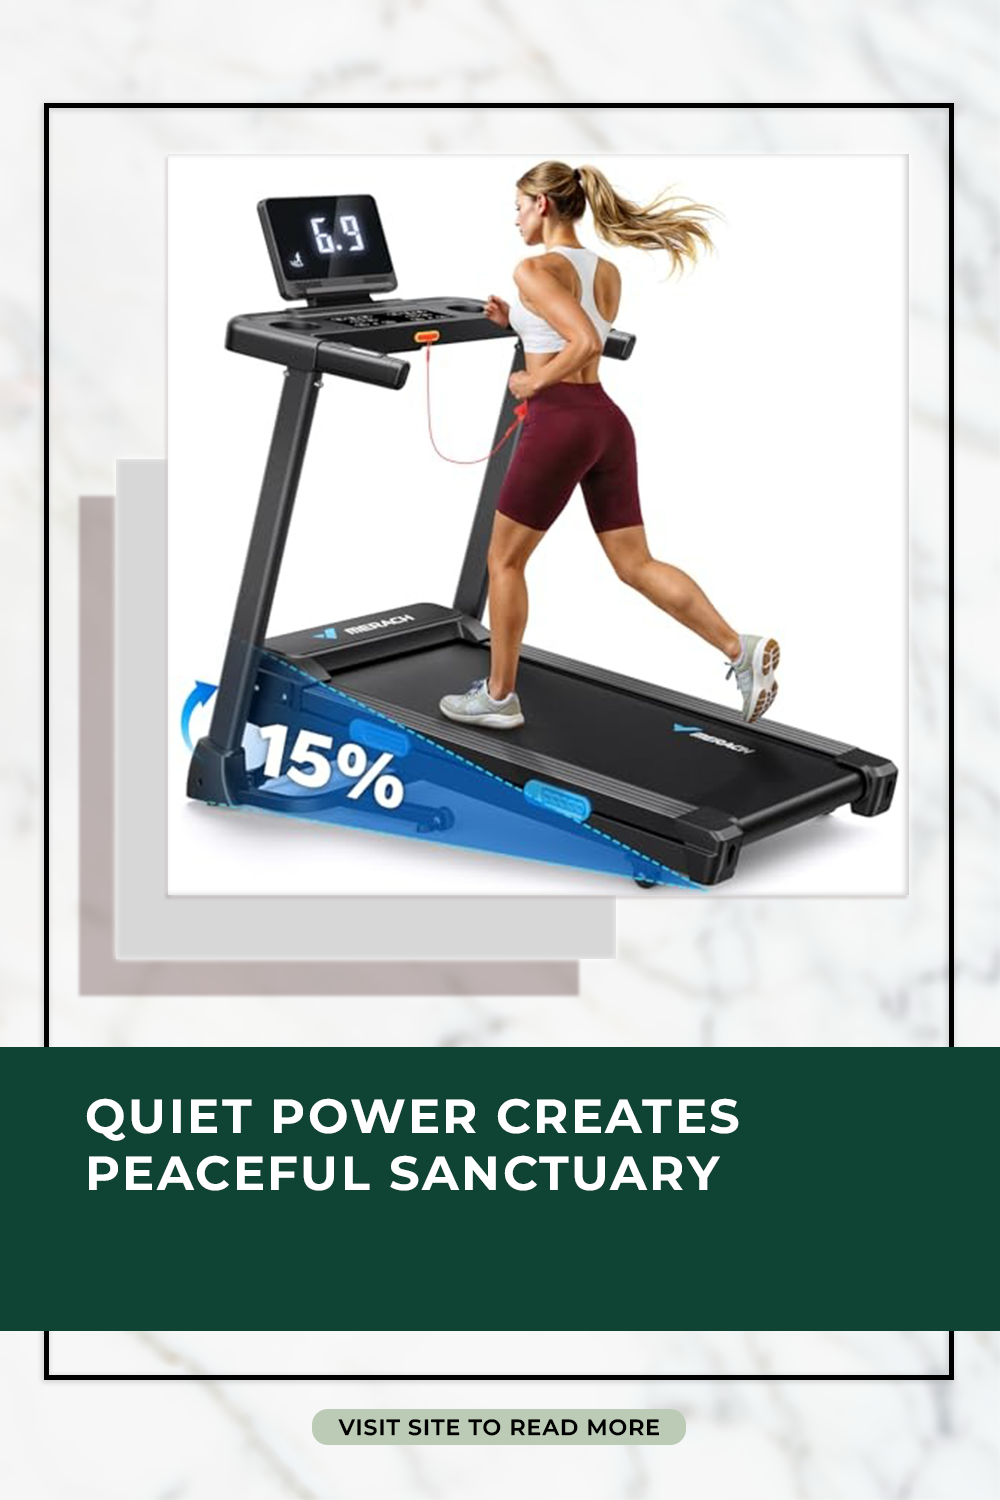 6.9
MERACH
MERACH
15%
QUIET POWER CREATES
PEACEFUL SANCTUARY
VISIT SITE TO READ MORE